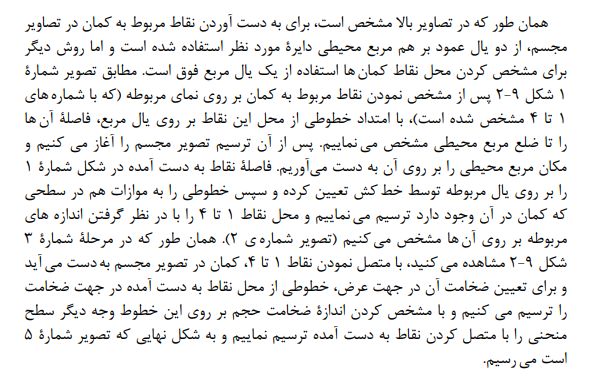 همان طور که در تصاویر بالا مشخص است، برای به دست آوردن نقاط مربوط به کمان در تصاویر
مجسم، از دو یال عمود بر هم مربع محیطی دایرهٔ مورد نظر استفاده شده است و اما روش دیگر
برای مشخص کردن محل نقاط کمان ها استفاده از یک یال مربع فوق است. مطابق تصویر شمارهٔ
۱ شکل ۹-۲ پس از مشخص نمودن نقاط مربوط به کمان بر روی نمای مربوطه (که با شماره های
۱ تا ۴ مشخص شده است)، با امتداد خطوطی از محل این نقاط بر روی یال مربع، فاصلهٔ آن ها
را تا ضلع مربع محیطی مشخص می نماییم. پس از آن ترسیم تصویر مجسم را آغاز می کنیم و
مکان مربع محیطی را بر روی آن به دست می‌آوریم. فاصلهٔ نقاط به دست آمده در شکل شمارهٔ ۱
را بر روی یال مربوطه توسط خط کش تعیین کرده و سپس خطوطی را به موازات هم در سطحی
که کمان در آن وجود دارد ترسیم می نماییم و محل نقاط ۱ تا ۴ را با در نظر گرفتن اندازه های
مربوطه بر روی آن ها مشخص می کنیم (تصویر شماره ی ۲). همان طور که در مرحلهٔ شمارهٔ ۳
شکل ۹-۲ مشاهده می کنید، با متصل نمودن نقاط ۱ تا ۴، کمان در تصویر مجسم به دست می آید
و برای تعیین ضخامت آن در جهت عرض، خطوطی از محل نقاط به دست آمده در جهت ضخامت
را ترسیم می کنیم و با مشخص کردن اندازهٔ ضخامت حجم بر روی این خطوط وجه دیگر سطح
منحنی را با متصل کردن نقاط به دست آمده ترسیم نماییم و به شکل نهایی که تصویر شمارهٔ ۵
است می رسیم.